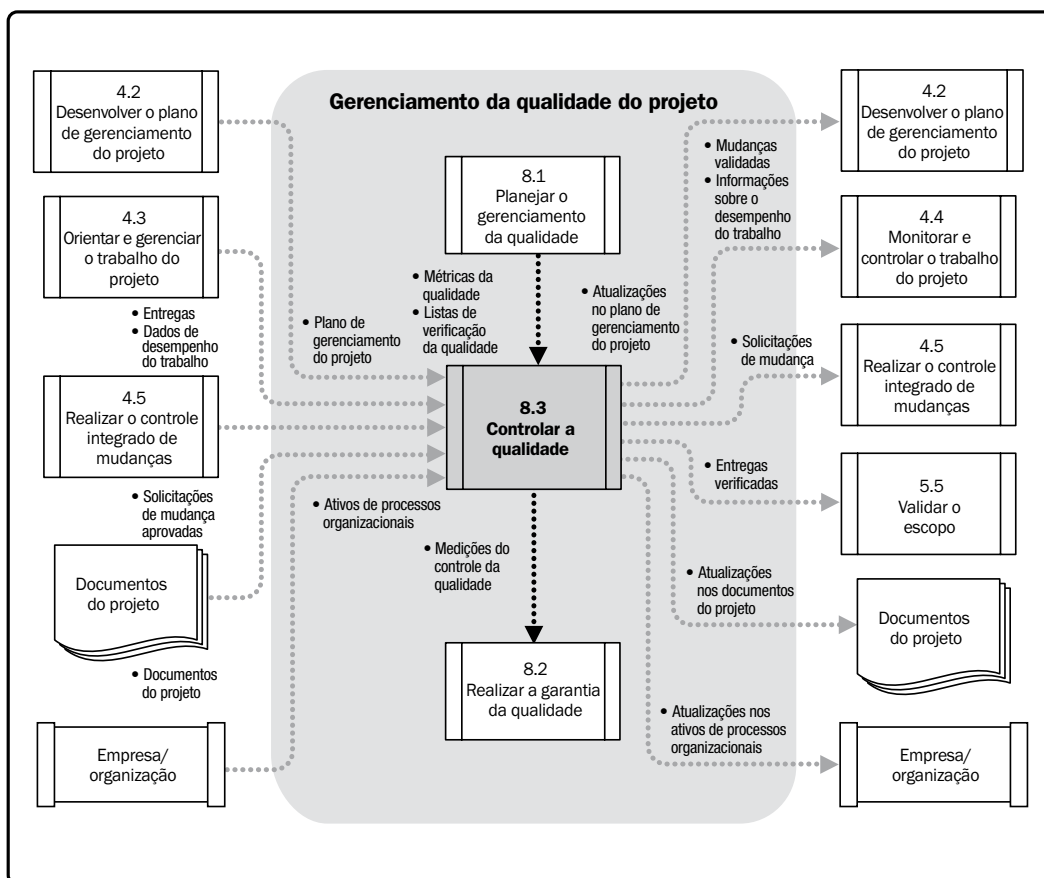 Gerenciamento da qualidade do projeto
4.2
Desenvolver o plano
de gerenciamento
do projeto
4.3
Orientar e gerenciar
o trabalho do
projeto
• Entregas
• Dados de
desempenho
do trabalho
4.5
Realizar o controle
integrado de
mudanças
• Solicitações
de mudança
aprovadas
Documentos
do projeto
• Documentos
do projeto
Empresa/
organização
• Plano de
gerenciamento
do projeto
• Ativos de processos
organizacionais
8.1
Planejar o
gerenciamento
da qualidade
• Métricas da
qualidade
• Listas de
verificação
da qualidade
8.3
Controlar a
qualidade
• Medições do
controle da
qualidade
8.2
Realizar a garantia
da qualidade
• Mudanças
validadas
• Informações
sobre o
desempenho
do trabalho
• Atualizações
no plano de
gerenciamento
do projeto
• Solicitações
de mudança
• Entregas
verificadas
• Atualizações
nos documentos
do projeto
• Atualizações nos
ativos de processos
organizacionais
4.2
Desenvolver o plano
de gerenciamento
do projeto
4.4
Monitorar e
controlar o trabalho
do projeto
4.5
Realizar o controle
integrado de
mudanças
5.5
Validar o
escopo
Documentos
do projeto
Empresa/
organização